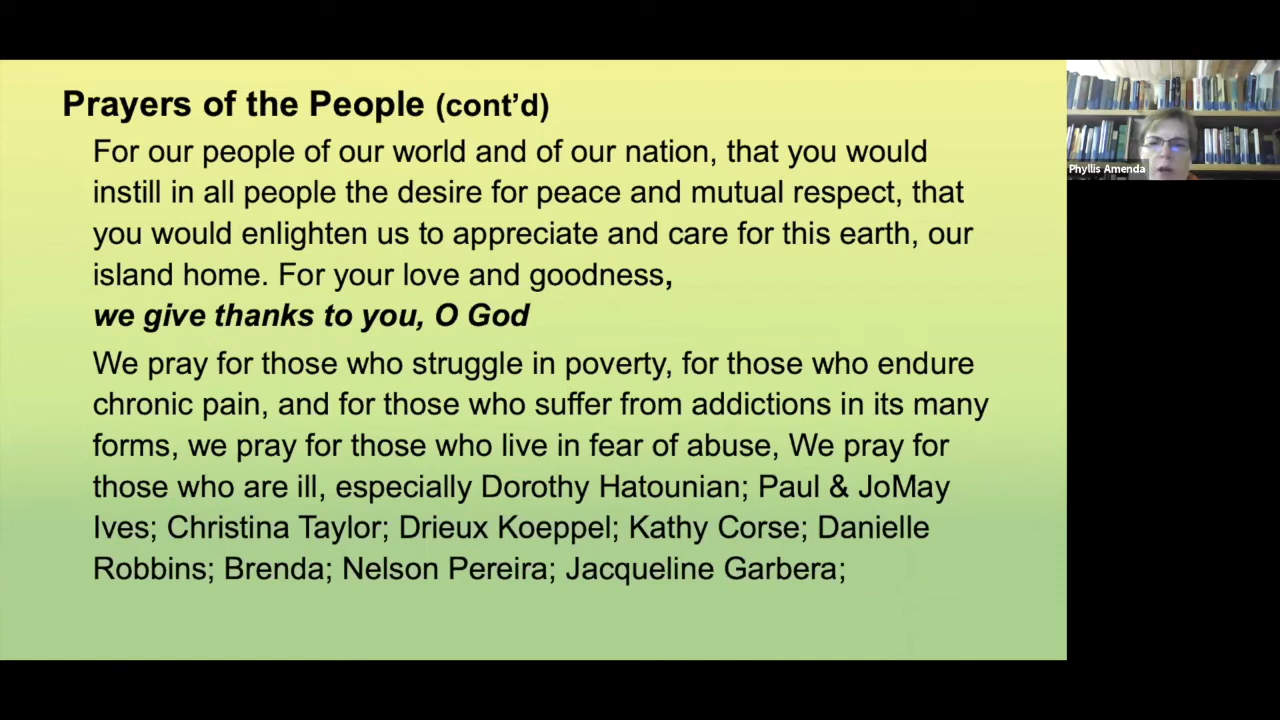 Prayers of the People (cont’d)
For our people of our world and of our nation, that you would
instill in all people the desire for peace and mutual respect, that
you would enlighten us to appreciate and care for this earth, our
island home. For your love and goodness,
we give thanks to you, O God
We pray for those who struggle in poverty, for those who endure
chronic pain, and for those who suffer from addictions in its many
forms, we pray for those who live in fear of abuse, We pray for
those who are ill, especially Dorothy Hatounian; Paul & JoMay
Ives; Christina Taylor; Drieux Koeppel; Kathy Corse; Danielle
Robbins; Brenda; Nelson Pereira; Jacqueline Garbera;
Phyllis Amenda